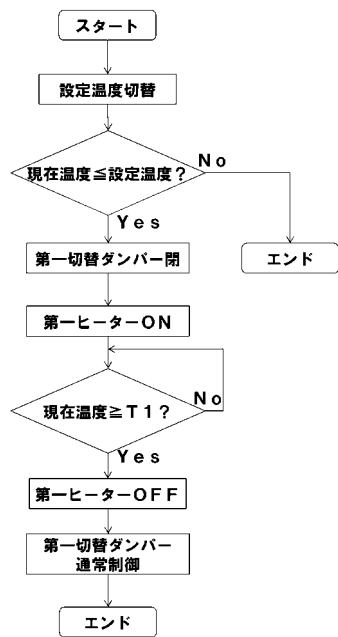 スタート
設定温度切替
現在温度≦設定温度？
No
Yes
第一切替ダンバー閉
エンド
第一ヒーターON
現在温度≧T1？
No
Yes
第一ヒーターOFF
第一切替ダンバー
通常制御
エンド